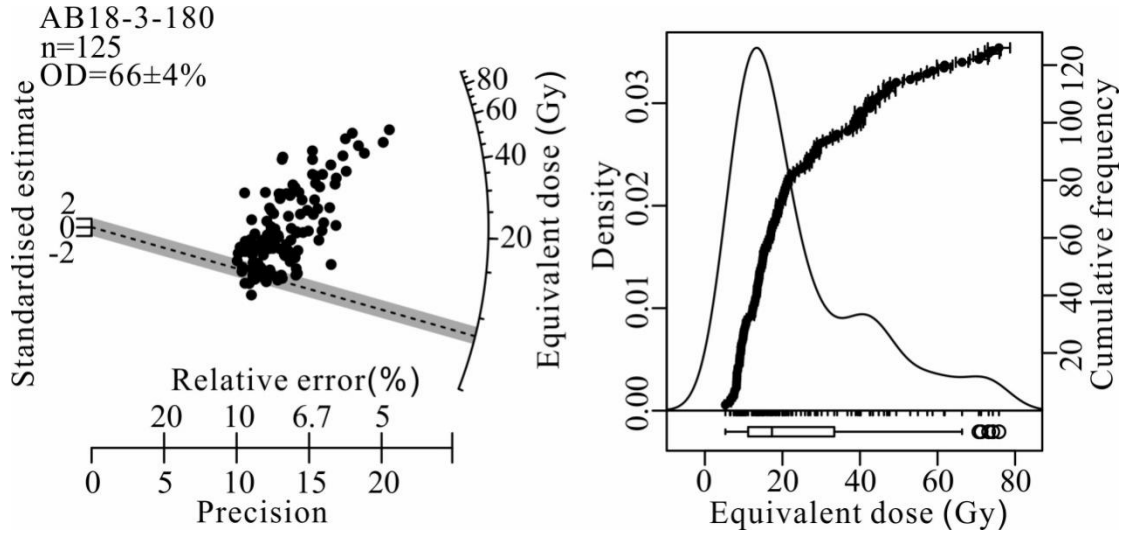 AB18-3-180
n=125
OD=66±4%
Standardised estimate
2
0
-2
80
60
40
20
Equivalent dose (Gy)
Relative error(%)
20 10 6.7 5
0 5 10 15 20
Precision
Density
0.03
0.02
0.01
0.00
120
100
80
60
40
20
Cumulative frequency
0 20 40 60 80
Equivalent dose (Gy)